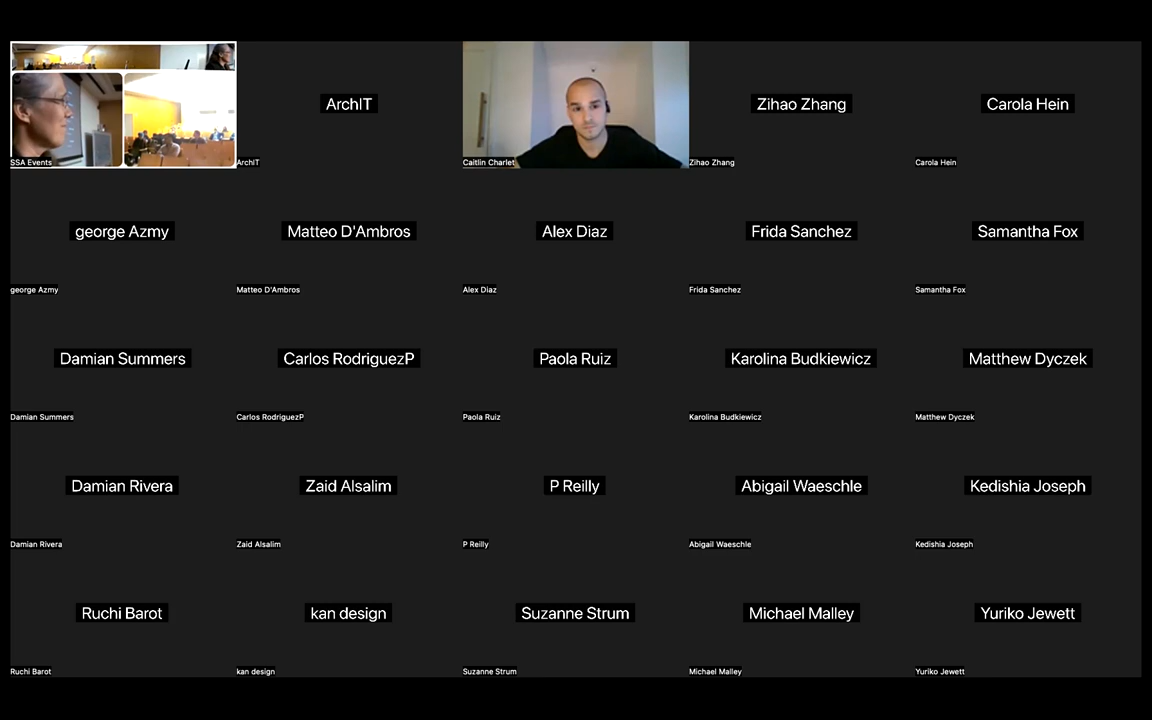 ArchIT
Zihao Zhang
Carola Hein
SSA Events
ArchIT
Caitlin Charlet
Zihao Zhang
Carola Hein
george Azmy
Matteo D'Ambros
Alex Diaz
Frida Sanchez
Samantha Fox
george Azmy
Matteo D'Ambros
Alex Diaz
Frida Sanchez
Samantha Fox
Damian Summers
Carlos RodriguezP
Paola Ruiz
Karolina Budkiewicz
Matthew Dyczek
Damian Summers
Carlos RodriguezP
Paola Ruiz
Karolina Budkiewicz
Matthew Dyczek
Damian Rivera
Zaid Alsalim
P Reilly
Abigail Waeschle
Kedishia Joseph
Damian Rivera
Zaid Alsalim
P Reilly
Abigail Waeschle
Kedishia Joseph
Ruchi Barot
kan design
Suzanne Strum
Michael Malley
Yuriko Jewett
Ruchi Barot
kan design
Suzanne Strum
Michael Malley
Yuriko Jewett